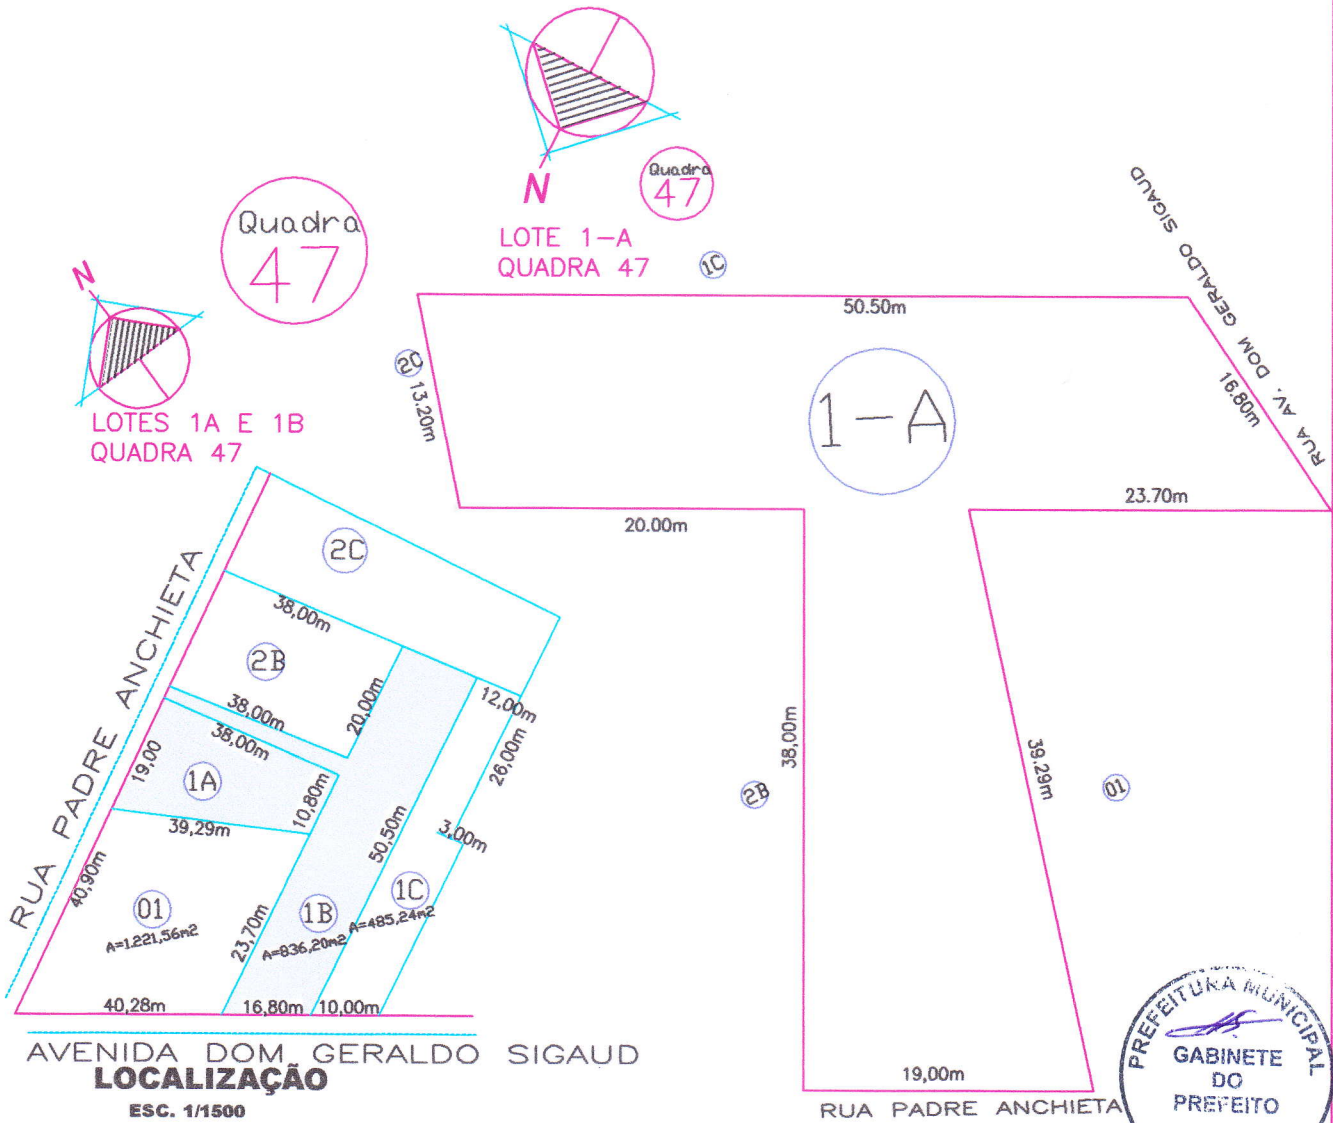 N
Quadra
47
LOTE 1-A
QUADRA 47
1C
Quadra
47
N
LOTES 1A E 1B
QUADRA 47
50.50m
2C
13.20m
1-A
RUA AV. DOM GERALDO SIGAUD
16.80m
23.70m
20.00m
38,00m
2B
39.29m
01
19,00m
RUA PADRE ANCHIETA
2C
38,00m
2B
38,00m
20,00m
12,00m
26,00m
38,00m
19,00
1A
10,80m
39,29m
50,50m
3,00m
40,90m
01
A=1.221,56m2
23,70m
1B
A=836,20m2
1C
A=485,24m2
40,28m
16,80m
10,00m
RUA PADRE ANCHIETA
AVENIDA DOM. GERALDO SIGAUD
LOCALIZAÇÃO
ESC. 1/1500
PREFEITURA MUNICIPAL
GABINETE
DO
PREFEITO